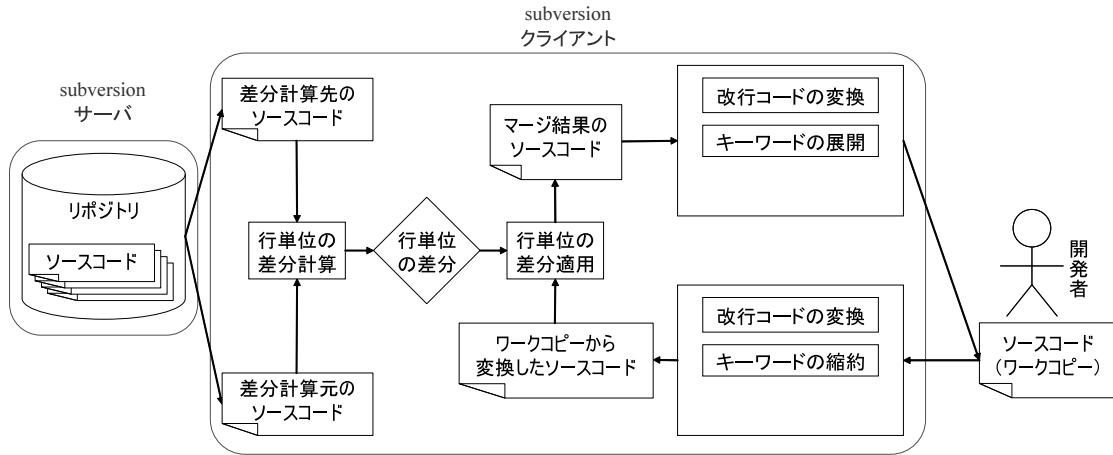 subversion
クライアント
subversion
サーバ
リポジトリ
ソースコード
差分計算先の
ソースコード
行単位の
差分計算
差分計算元の
ソースコード
行単位
の差分
マージ結果の
ソースコード
行単位の
差分適用
ワークコピーから
変換したソースコード
改行コードの変換
キーワードの展開
改行コードの変換
キーワードの縮約
開発者
ソースコード
（ワークコピー）